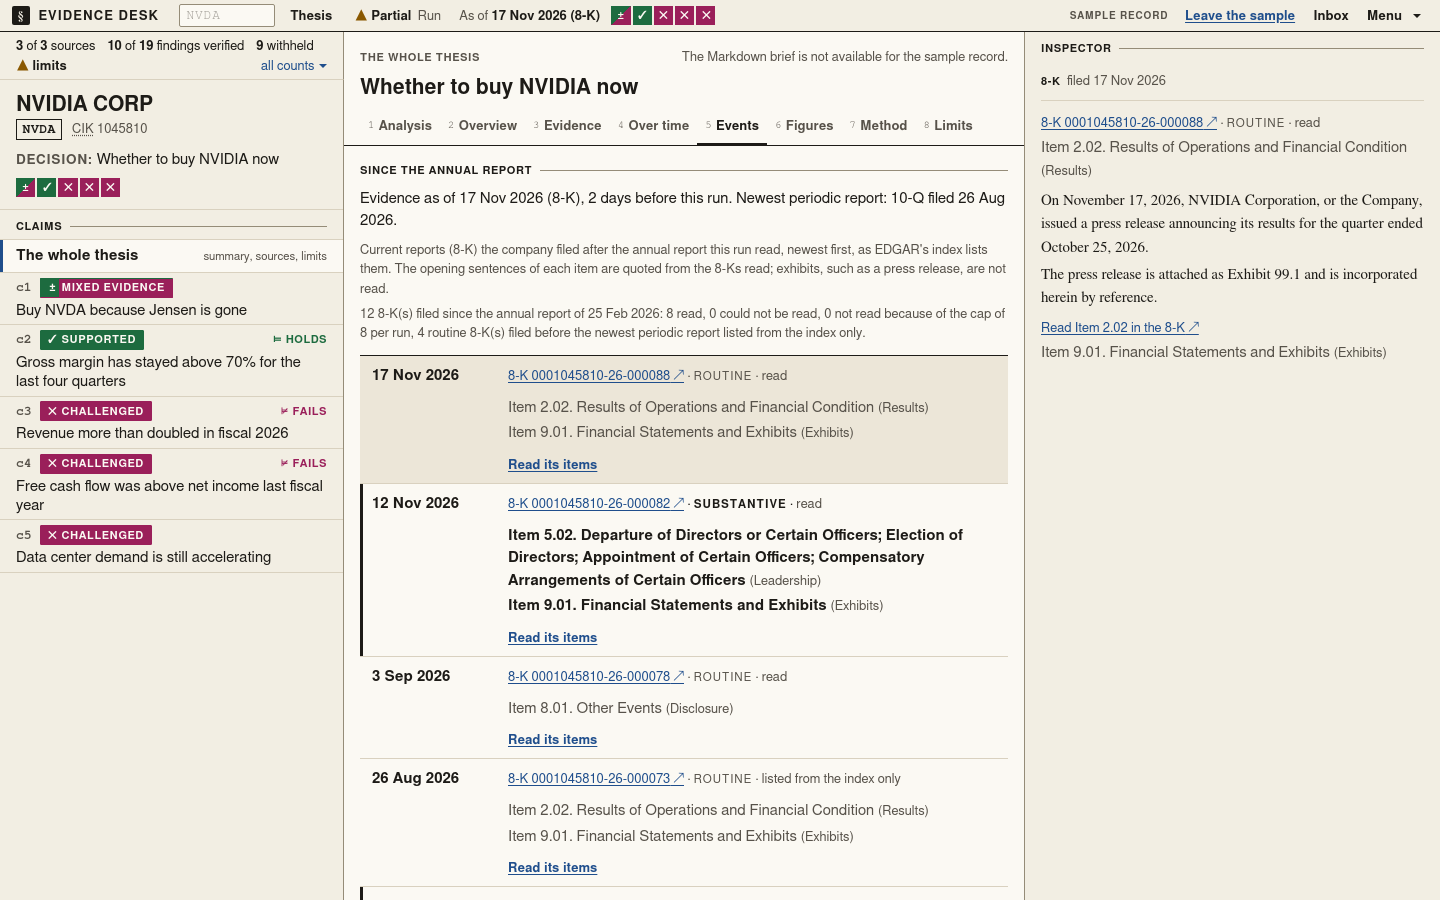 § EVIDENCE DESK NVDA Thesis Partial Run As of 17 Nov 2026 (8-K) ± ✓ ✕ ✕ ✕ SAMPLE RECORD Leave the sample Inbox Menu
3 of 3 sources 10 of 19 findings verified 9 withheld
limits all counts
NVIDIA CORP
NVDA CIK 1045810
DECISION: Whether to buy NVIDIA now
± ✓ ✕ ✕ ✕
CLAIMS
The whole thesis summary, sources, limits
c1 ± MIXED EVIDENCE
Buy NVDA because Jensen is gone
c2 ✓ SUPPORTED ⊨ HOLDS
Gross margin has stayed above 70% for the
last four quarters
c3 ✕ CHALLENGED ⊭ FAILS
Revenue more than doubled in fiscal 2026
c4 ✕ CHALLENGED ⊭ FAILS
Free cash flow was above net income last fiscal
year
c5 ✕ CHALLENGED
Data center demand is still accelerating
THE WHOLE THESIS The Markdown brief is not available for the sample record.
Whether to buy NVIDIA now
1 Analysis 2 Overview 3 Evidence 4 Over time 5 Events 6 Figures 7 Method 8 Limits
SINCE THE ANNUAL REPORT
Evidence as of 17 Nov 2026 (8-K), 2 days before this run. Newest periodic report: 10-Q filed 26 Aug
2026.
Current reports (8-K) the company filed after the annual report this run read, newest first, as EDGAR's index lists
them. The opening sentences of each item are quoted from the 8-Ks read; exhibits, such as a press release, are not
read.
12 8-K(s) filed since the annual report of 25 Feb 2026: 8 read, 0 could not be read, 0 not read because of the cap of
8 per run, 4 routine 8-K(s) filed before the newest periodic report listed from the index only.
17 Nov 2026 8-K 0001045810-26-000088 ↗ · ROUTINE · read
Item 2.02. Results of Operations and Financial Condition (Results)
Item 9.01. Financial Statements and Exhibits (Exhibits)
Read its items
12 Nov 2026 8-K 0001045810-26-000082 ↗ · SUBSTANTIVE · read
Item 5.02. Departure of Directors or Certain Officers; Election of
Directors; Appointment of Certain Officers; Compensatory
Arrangements of Certain Officers (Leadership)
Item 9.01. Financial Statements and Exhibits (Exhibits)
Read its items
3 Sep 2026 8-K 0001045810-26-000078 ↗ · ROUTINE · read
Item 8.01. Other Events (Disclosure)
Read its items
26 Aug 2026 8-K 0001045810-26-000073 ↗ · ROUTINE · listed from the index only
Item 2.02. Results of Operations and Financial Condition (Results)
Item 9.01. Financial Statements and Exhibits (Exhibits)
Read its items
INSPECTOR
8-K filed 17 Nov 2026
8-K 0001045810-26-000088 ↗ · ROUTINE · read
Item 2.02. Results of Operations and Financial Condition
(Results)
On November 17, 2026, NVIDIA Corporation, or the Company,
issued a press release announcing its results for the quarter ended
October 25, 2026.
The press release is attached as Exhibit 99.1 and is incorporated
herein by reference.
Read Item 2.02 in the 8-K ↗
Item 9.01. Financial Statements and Exhibits (Exhibits)